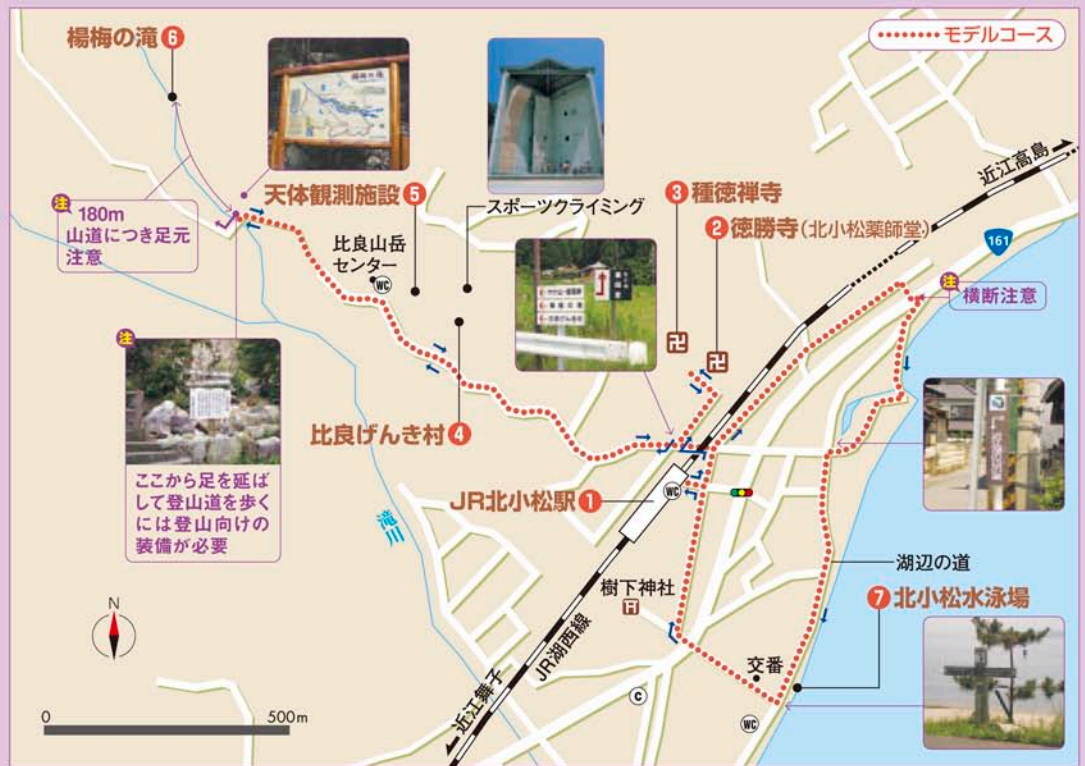 楊梅の滝 6
モデルコース
楊梅の滝
近江高島
天体観測施設 5
スポーツクライミング
3 種徳禅寺
2 徳勝寺(北小松薬師堂)
161
注
180m
山道につき足元
注意
比良山岳
センター
WC
注
横断注意
注
比良げんき村 4
ここから足を延ば
して登山道を歩く
には登山向けの
装備が必要
JR北小松駅 1
WC
滝川
湖辺の道
樹下神社
7 北小松水泳場
JR湖西線
交番
N
近江舞子
C
WC
0 500m